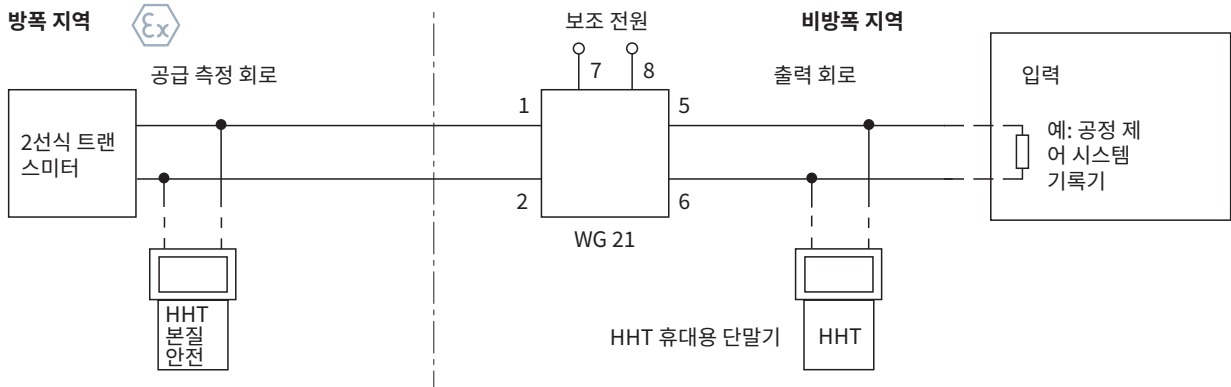 방폭 지역
εx
보조 전원
비방폭 지역
7
8
공급 측정 회로
출력 회로
입력
1
5
2선식 트랜
스미터
예: 공정 제
어 시스템
기록기
2
6
WG 21
HHT
본질
안전
HHT 휴대용 단말기
HHT